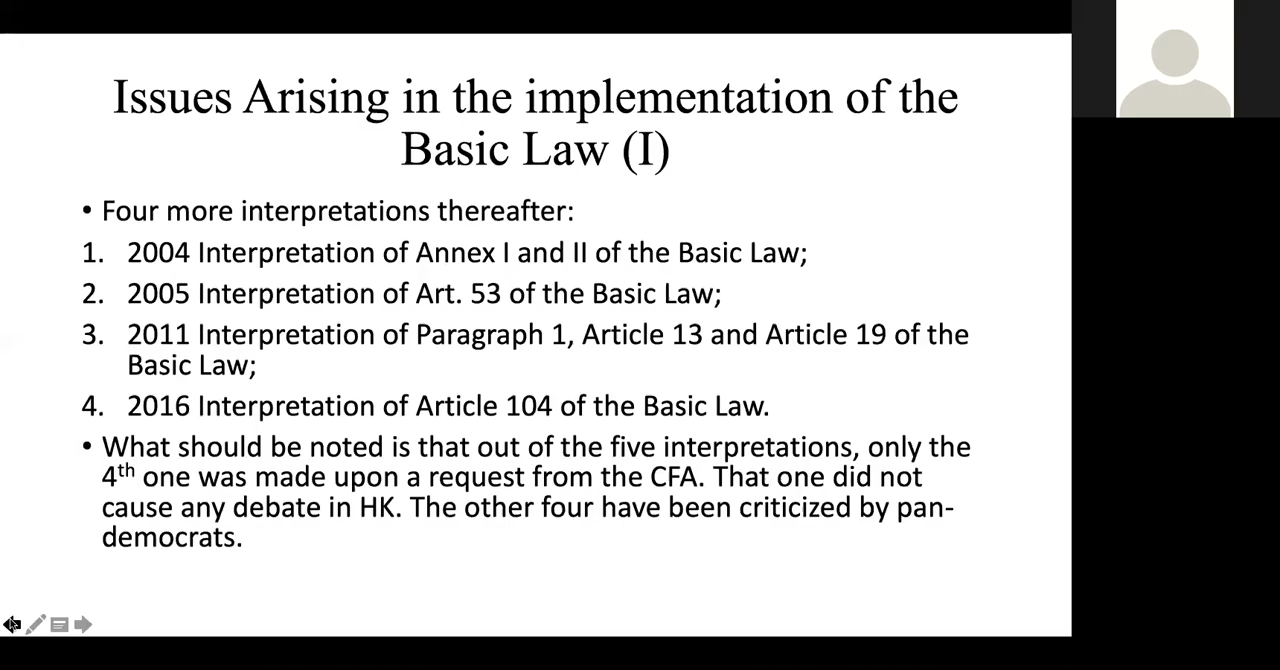 Issues Arising in the implementation of the
Basic Law (I)
• Four more interpretations thereafter:
1. 2004 Interpretation of Annex I and II of the Basic Law;
2. 2005 Interpretation of Art. 53 of the Basic Law;
3. 2011 Interpretation of Paragraph 1, Article 13 and Article 19 of the
Basic Law;
4. 2016 Interpretation of Article 104 of the Basic Law.
• What should be noted is that out of the five interpretations, only the
4th one was made upon a request from the CFA. That one did not
cause any debate in HK. The other four have been criticized by pan-
democrats.